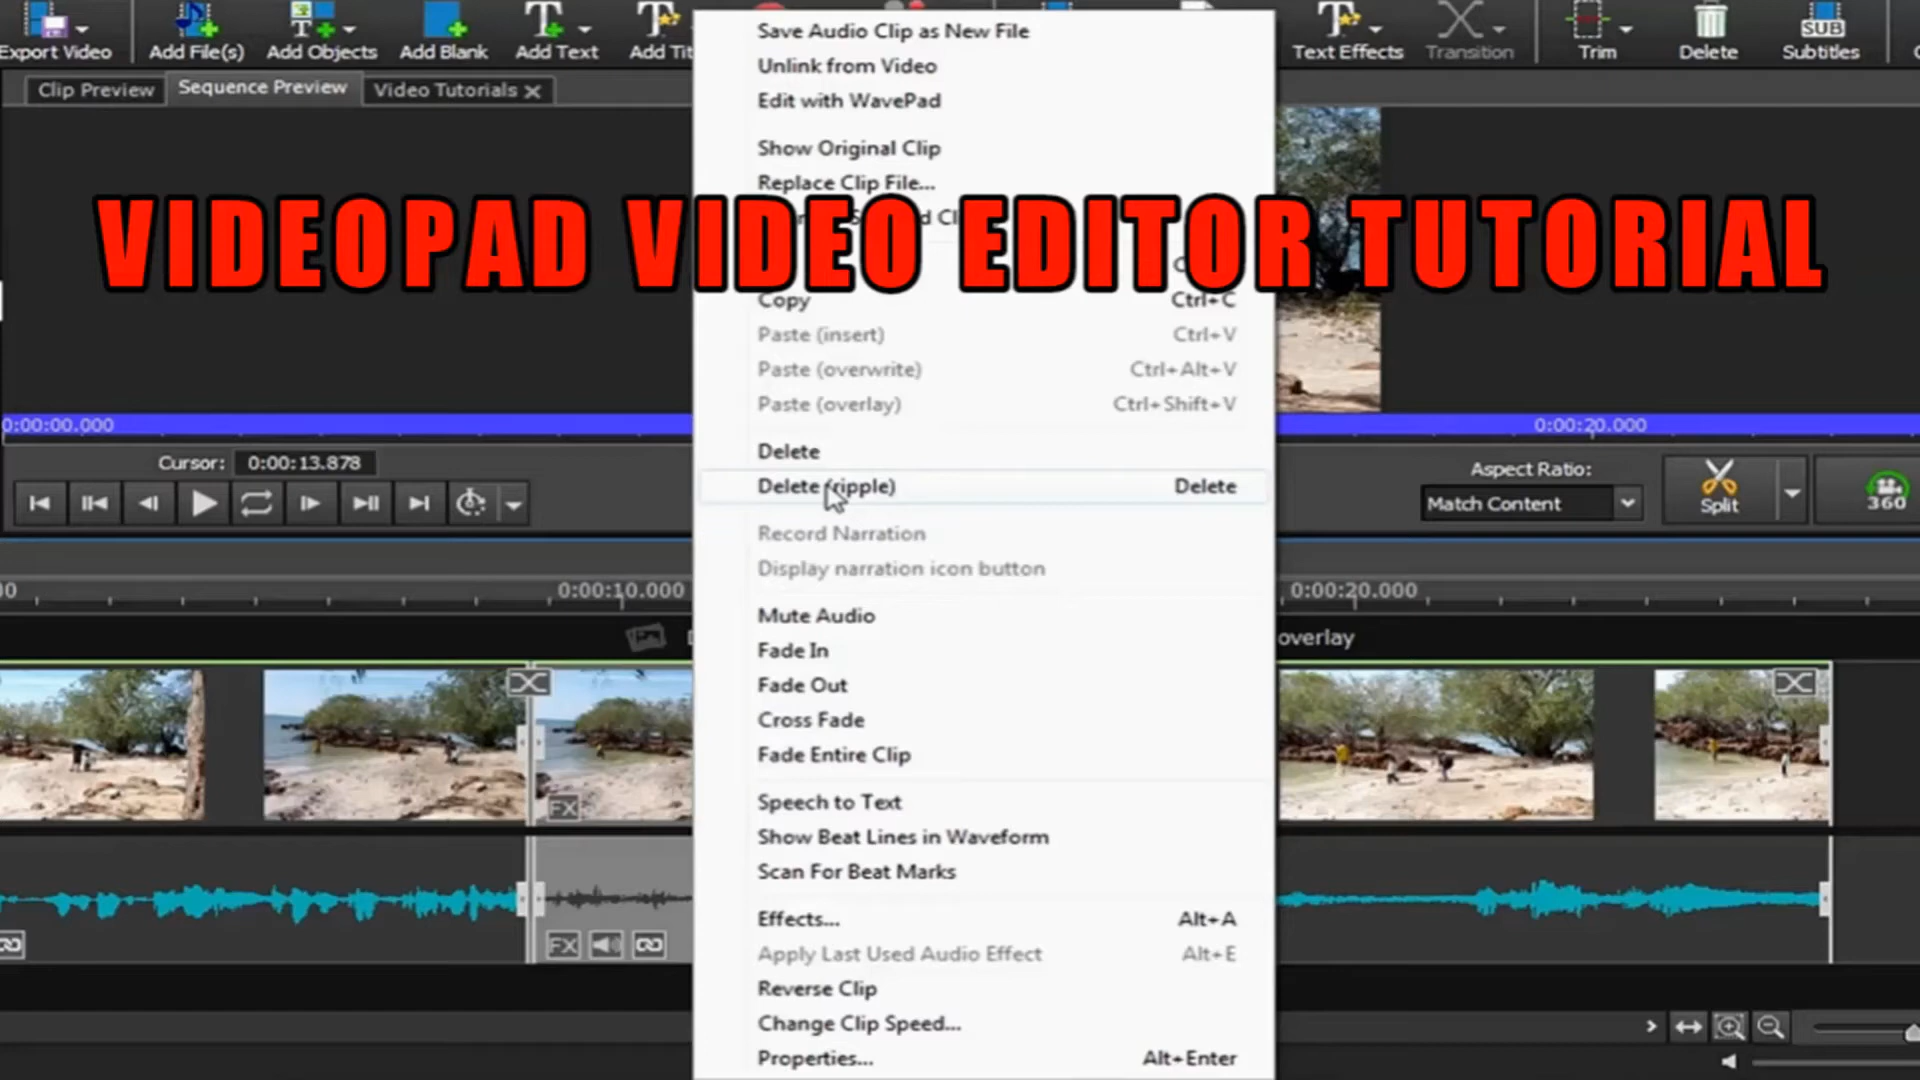 Export Video
Add File(s)
Add Objects
Add Blank
Add Text
Add Tit
Text Effects
Transition
Trim
Delete
SUB
Subtitles
Clip Preview
Sequence Preview
Video Tutorials
Save Audio Clip as New File
Unlink from Video
Edit with WavePad
Show Original Clip
Replace Clip File...
VIDEOPAD VIDEO EDITOR TUTORIAL
Copy Ctrl+C
Paste (insert) Ctrl+V
Paste (overwrite) Ctrl+Alt+V
Paste (overlay) Ctrl+Shift+V
0:00:00.000
0:00:20.000
Delete
Cursor: 0:00:13.878
Aspect Ratio:
Delete (ripple) Delete
Match Content
Split
360
Record Narration
Display narration icon button
0:00:10.000
0:00:20.000
Mute Audio
overlay
Fade In
Fade Out
Cross Fade
Fade Entire Clip
Speech to Text
FX
Show Beat Lines in Waveform
Scan For Beat Marks
Effects... Alt+A
FX
Apply Last Used Audio Effect Alt+E
Reverse Clip
Change Clip Speed...
Properties... Alt+Enter